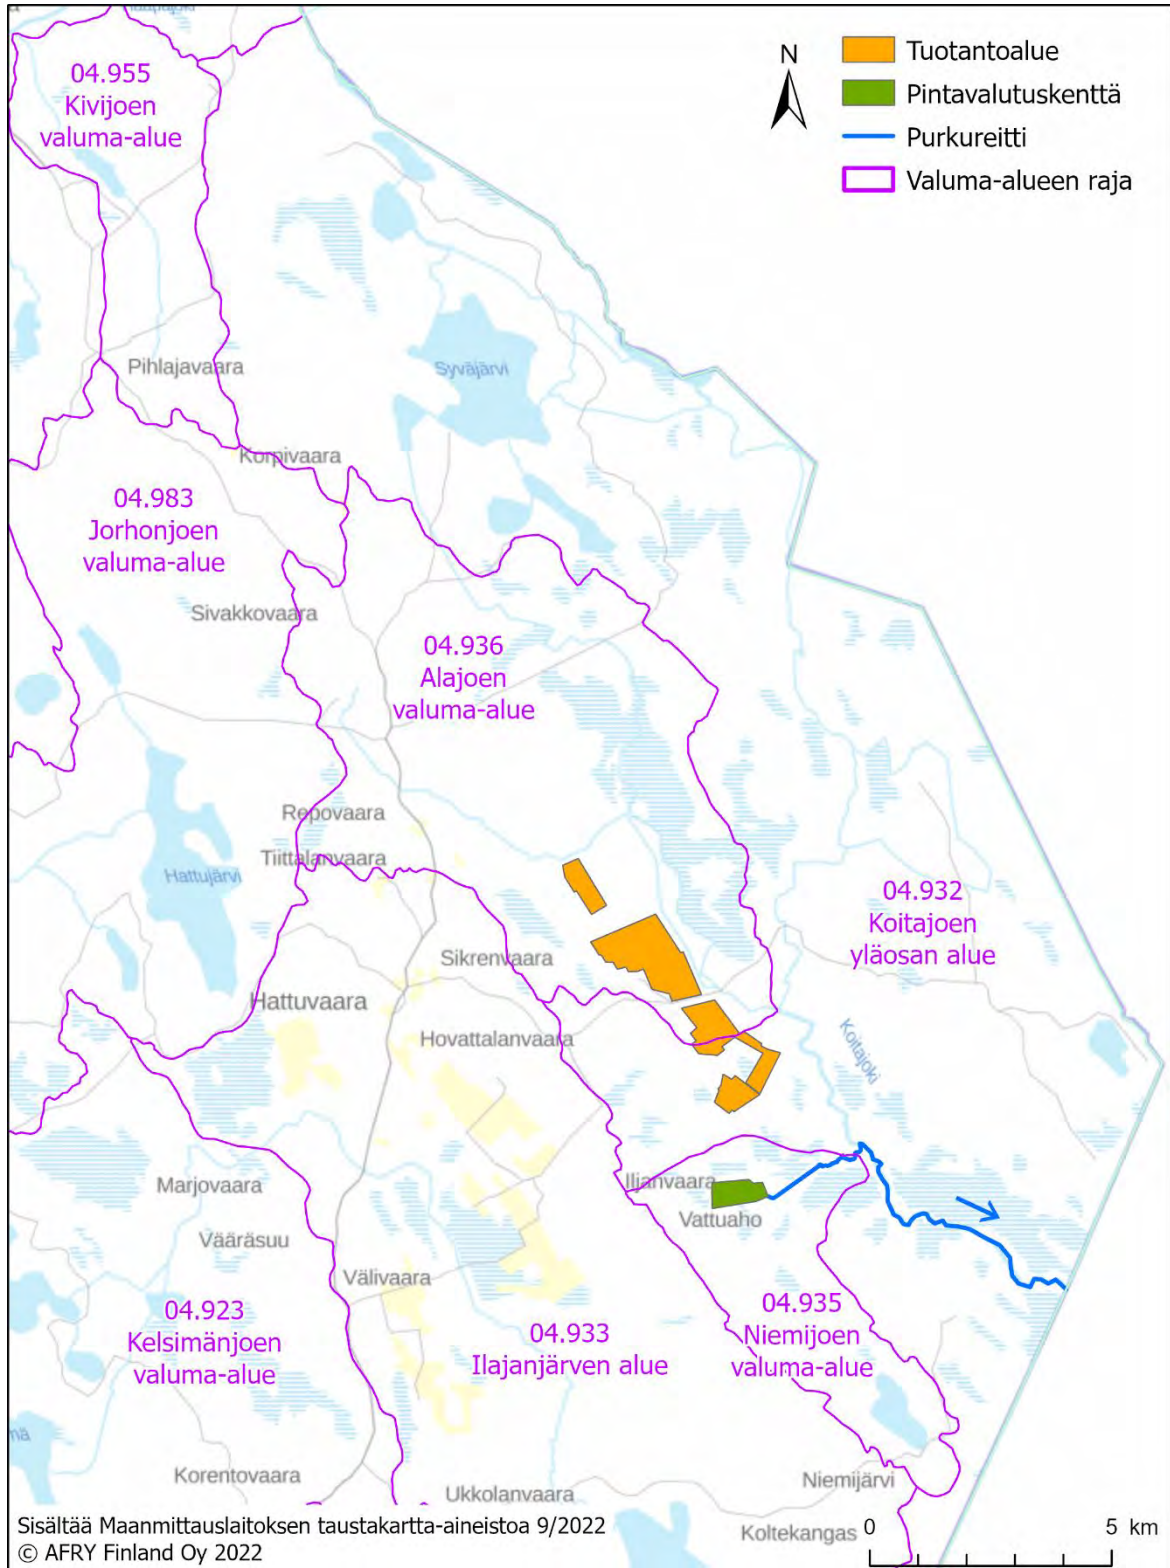 04.955
Kivijoen
valuma-alue
N
Tuotantoalue
Pintavalutuskenttä
Purkureitti
Valuma-alueen raja
Pihlajavaara
Syväjärvi
Korpivaara
04.983
Jorhonjoen
valuma-alue
Sivakkovaara
04.936
Alajoen
valuma-alue
Repovaara
Tiittalanvaara
Hattujärvi
04.932
Koitajoen
yläosan alue
Sikrenvaara
Hattuvaara
Hovattalanvaara
Koitajoki
Iljanvaara
Marjovaara
Vattuaho
Vääräsuu
Välivaara
04.923
Kelsimänjoen
valuma-alue
04.933
Ilajanjärven alue
04.935
Niemijoen
valuma-alue
Korentovaara
Ukkolanvaara
Niemijärvi
Koltekangas
0 5 km
Sisältää Maanmittauslaitoksen taustakartta-aineistoa 9/2022
© AFRY Finland Oy 2022